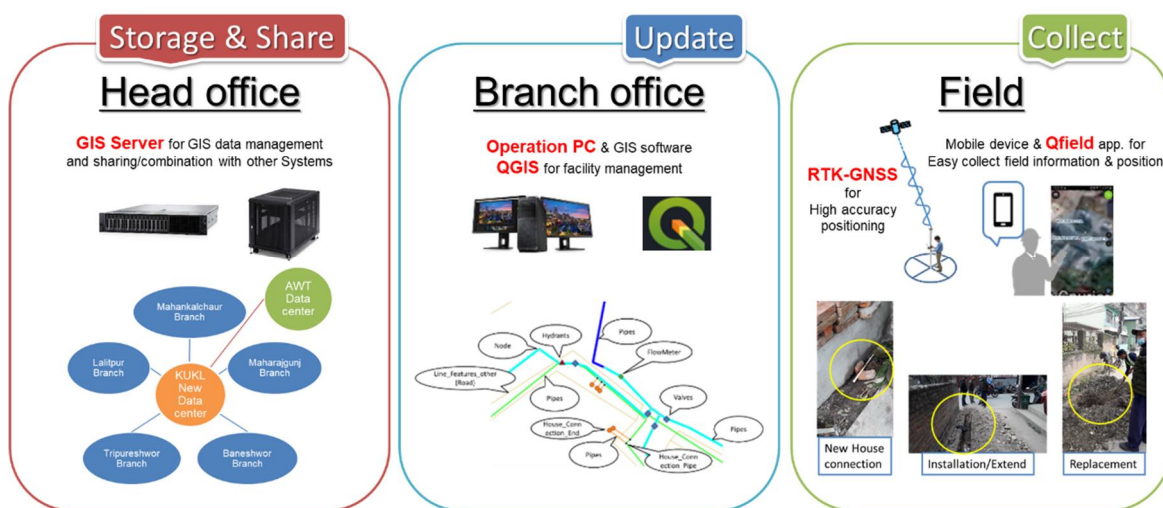 Storage & Share
Head office
GIS Server for GIS data management
and sharing/combination with other Systems
AWT
Data
center
Mahankalchaur
Branch
Lalitpur
Branch
Maharajgunj
Branch
KUKL
New
Data
center
Tripureshwor
Branch
Baneshwor
Branch
Update
Branch office
Operation PC & GIS software
QGIS for facility management
Hydrants
Pipes
Node
FlowMeter
Line_Features_other
(Road)
Pipes
Valves
House_Conn
ection_End
Pipes
Pipes
House_Conn
ection_Pipe
Collect
Field
Mobile device & Qfield app. for
Easy collect field information & position
RTK-GNSS
for
High accuracy
positioning
New House
connection
Installation/Extend
Replacement